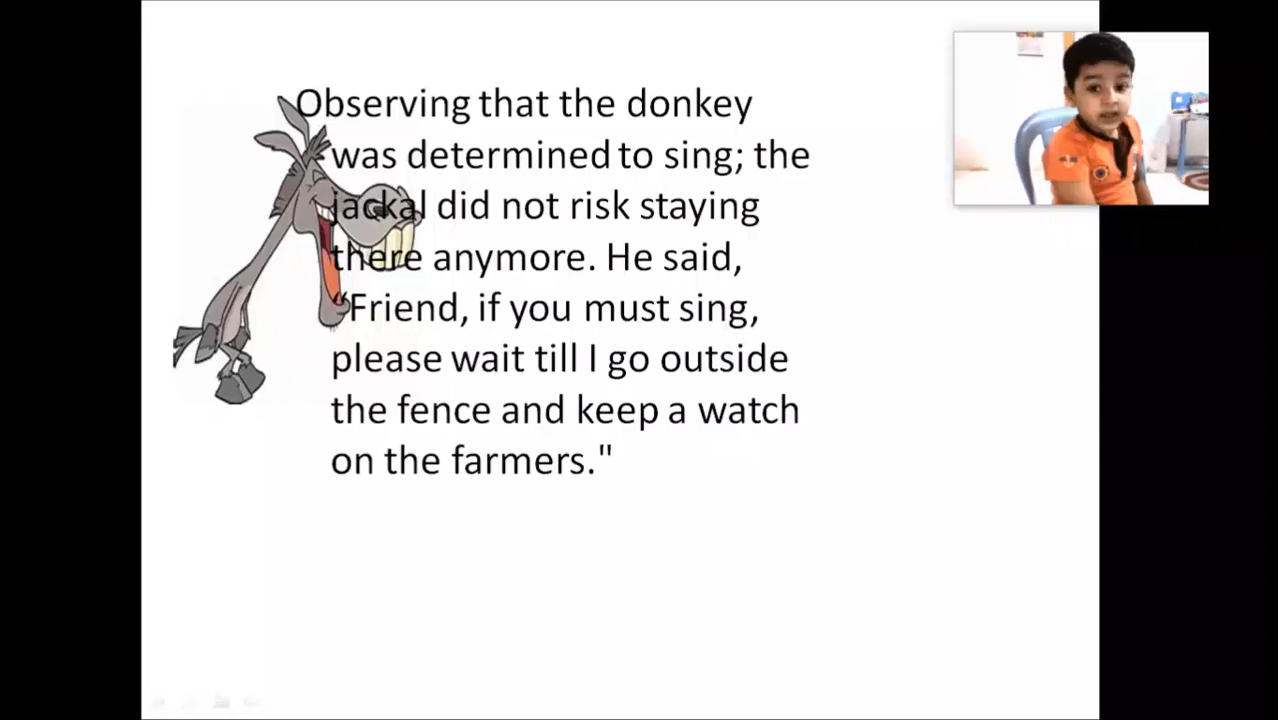 Observing that the donkey
was determined to sing; the
jackal did not risk staying
there anymore. He said,
“Friend, if you must sing,
please wait till I go outside
the fence and keep a watch
on the farmers."